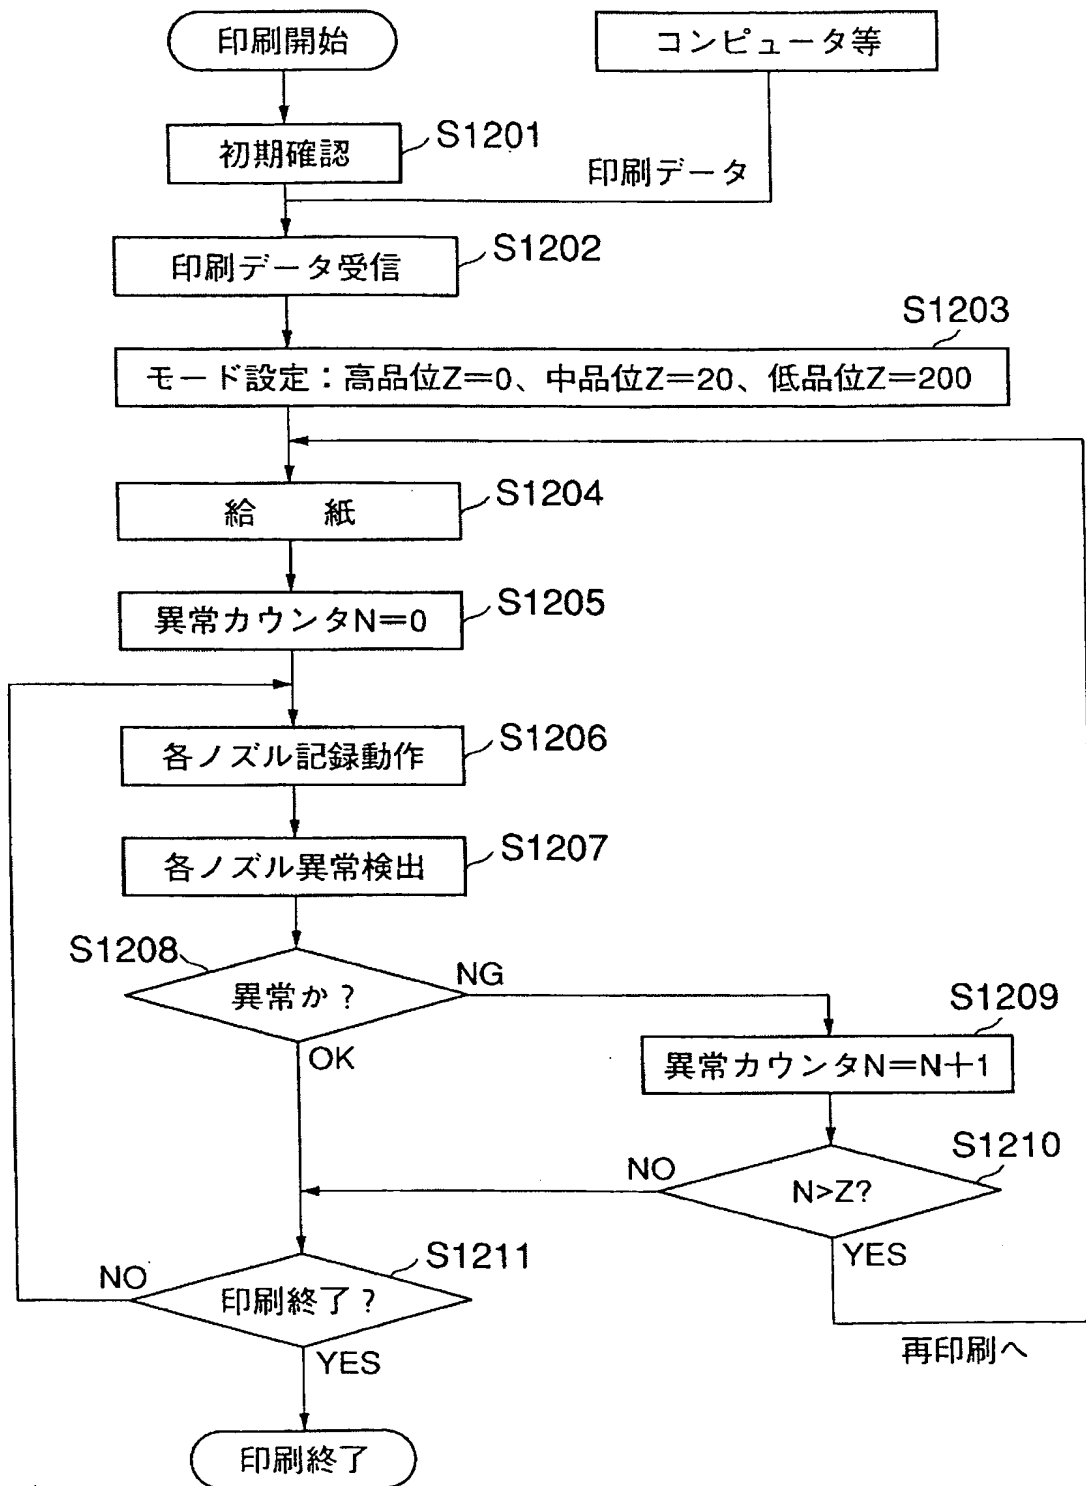 印刷開始
コンピュータ等
初期確認
S1201
印刷データ
印刷データ受信
S1202
S1203
モード設定：高品位Z＝0、中品位Z＝20、低品位Z＝200
給　　紙
S1204
異常カウンタN＝0
S1205
各ノズル記録動作
S1206
各ノズル異常検出
S1207
S1208
異常か？
NG
OK
S1209
異常カウンタN＝N＋1
S1210
N>Z?
NO
YES
再印刷へ
S1211
印刷終了？
NO
YES
印刷終了